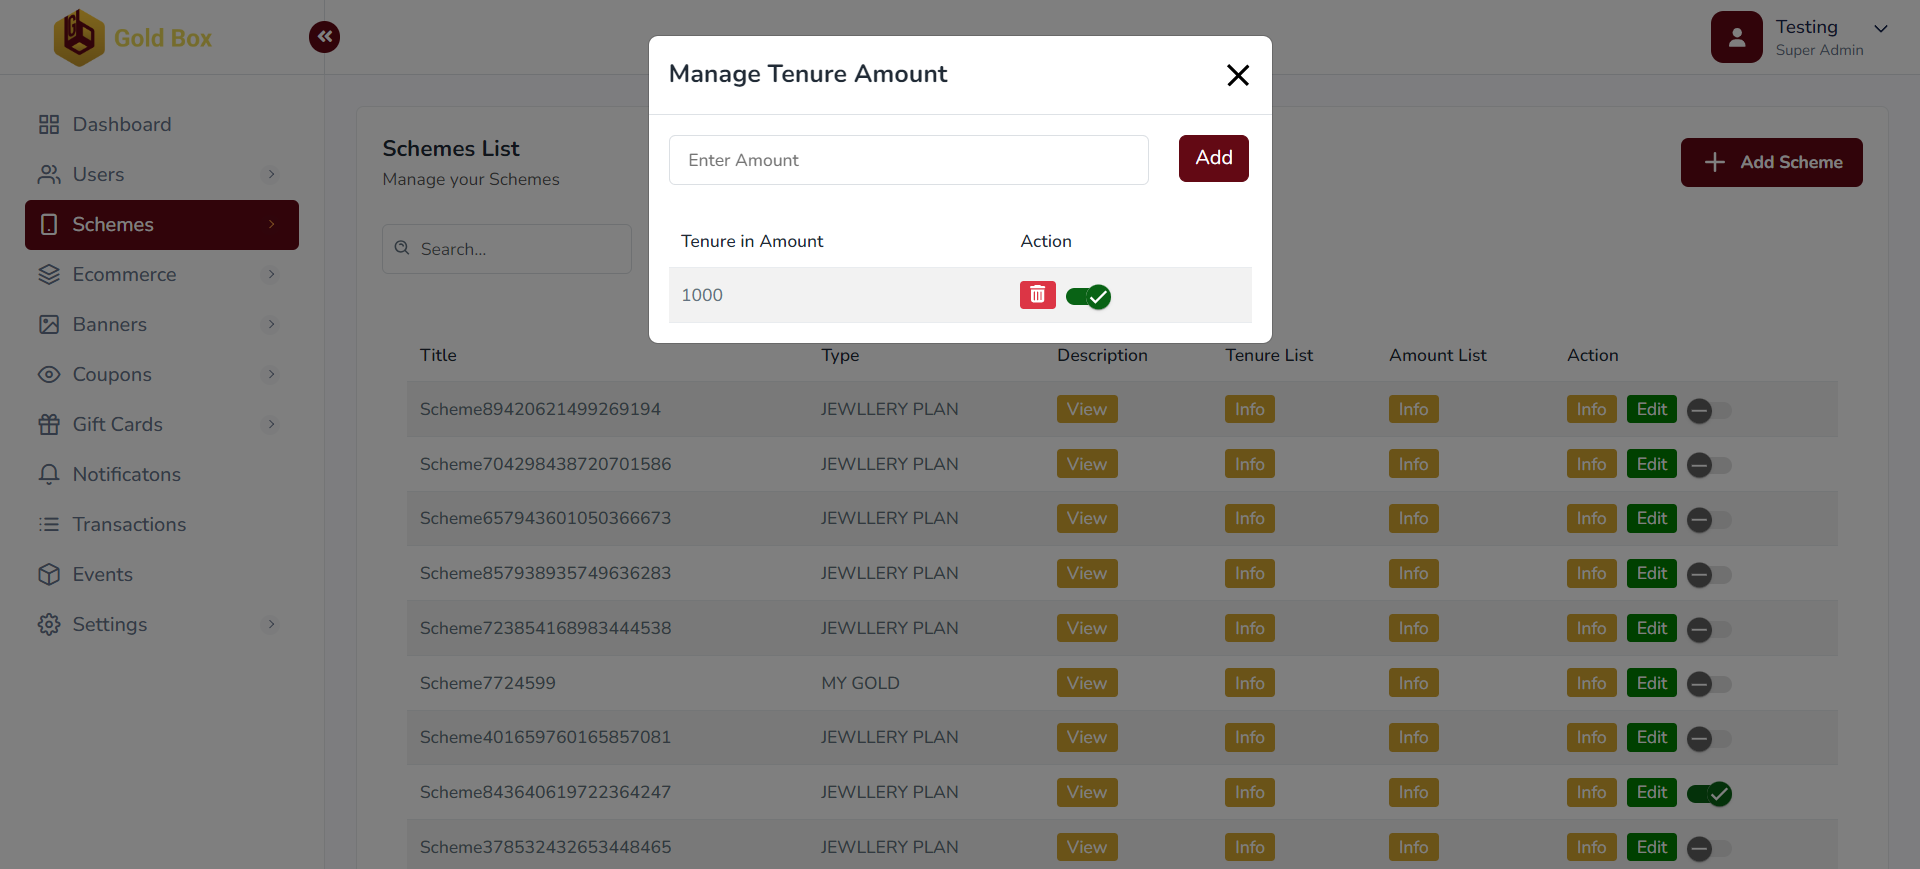 Gold Box
Testing
Super Admin
Dashboard
Users
Schemes
Ecommerce
Banners
Coupons
Gift Cards
Notificatons
Transactions
Events
Settings
Schemes List
Manage your Schemes
Add Scheme
Search...
Manage Tenure Amount
Enter Amount
Add
Tenure in Amount Action
1000
Title Type Description Tenure List Amount List Action
Scheme89420621499269194 JEWLLERY PLAN View Info Info Info Edit
Scheme704298438720701586 JEWLLERY PLAN View Info Info Info Edit
Scheme657943601050366673 JEWLLERY PLAN View Info Info Info Edit
Scheme857938935749636283 JEWLLERY PLAN View Info Info Info Edit
Scheme723854168983444538 JEWLLERY PLAN View Info Info Info Edit
Scheme7724599 MY GOLD View Info Info Info Edit
Scheme401659760165857081 JEWLLERY PLAN View Info Info Info Edit
Scheme843640619722364247 JEWLLERY PLAN View Info Info Info Edit
Scheme378532432653448465 JEWLLERY PLAN View Info Info Info Edit